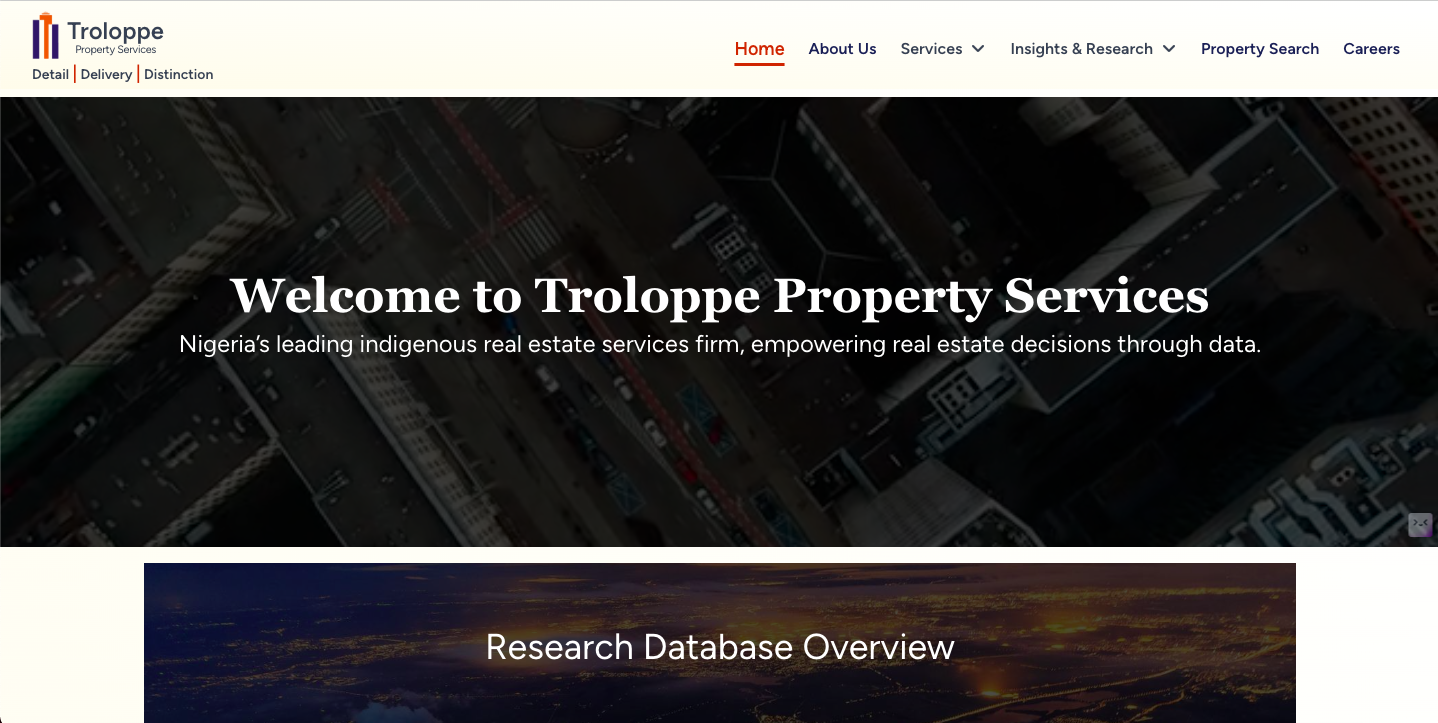 Troloppe
Property Services
Detail | Delivery | Distinction
Home About Us Services Insights & Research Property Search Careers
Welcome to Troloppe Property Services
Nigeria’s leading indigenous real estate services firm, empowering real estate decisions through data.
Research Database Overview